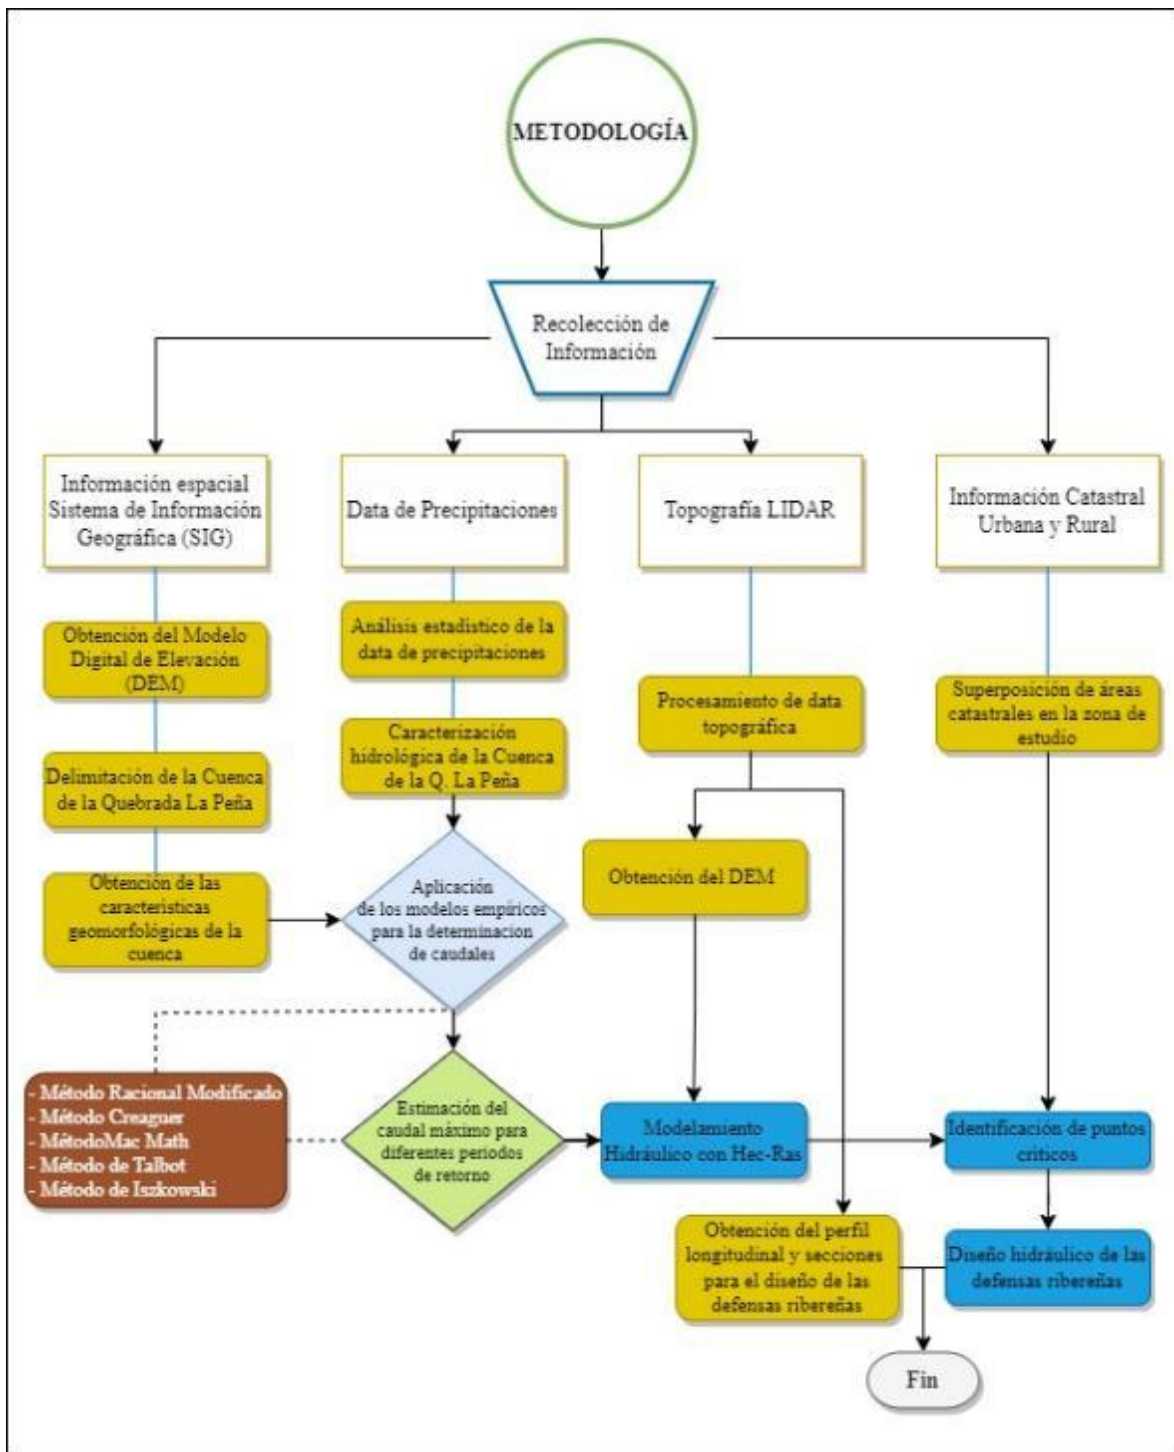 METODOLOGÍA
Recolección de
Información
Información espacial
Sistema de Información
Geográfica (SIG)
Data de Precipitaciones
Topografía LIDAR
Información Catastral
Urbana y Rural
Obtención del Modelo
Digital de Elevación
(DEM)
Análisis estadístico de la
data de precipitaciones
Procesamiento de data
topográfica
Superposición de áreas
catastrales en la zona de
estudio
Delimitación de la Cuenca
de la Quebrada La Peña
Caracterización
hidrológica de la Cuenca
de la Q. La Peña
Obtención del DEM
Obtención de las
características
geomorfológicas de la
cuenca
Aplicación
de los modelos empíricos
para la determinacion
de caudales
- Método Racional Modificado
- Método Creaguer
- MétodoMac Math
- Método de Talbot
- Método de Iszkowski
Estimación del
caudal máximo para
diferentes periodos
de retorno
Modelamiento
Hidráulico con Hec-Ras
Identificación de puntos
críticos
Obtención del perfil
longitudinal y secciones
para el diseño de las
defensas ribereñas
Diseño hidráulico de las
defensas ribereñas
Fin